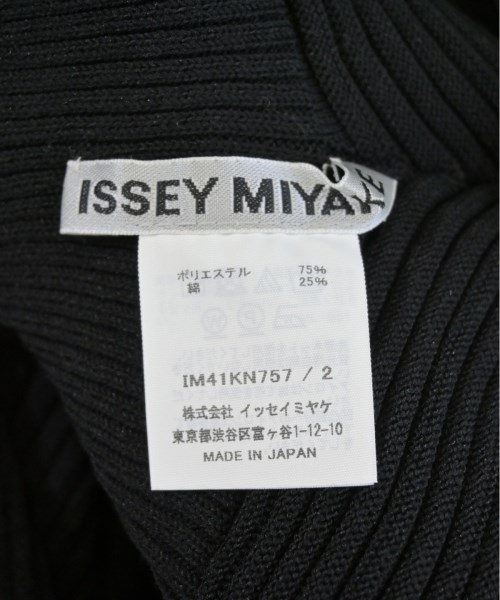 ISSEY MIYAKE
ポリエステル 75%
綿 25%
IM41KN757 / 2
株式会社 イッセイミヤケ
東京都渋谷区富ヶ谷1-12-10
MADE IN JAPAN